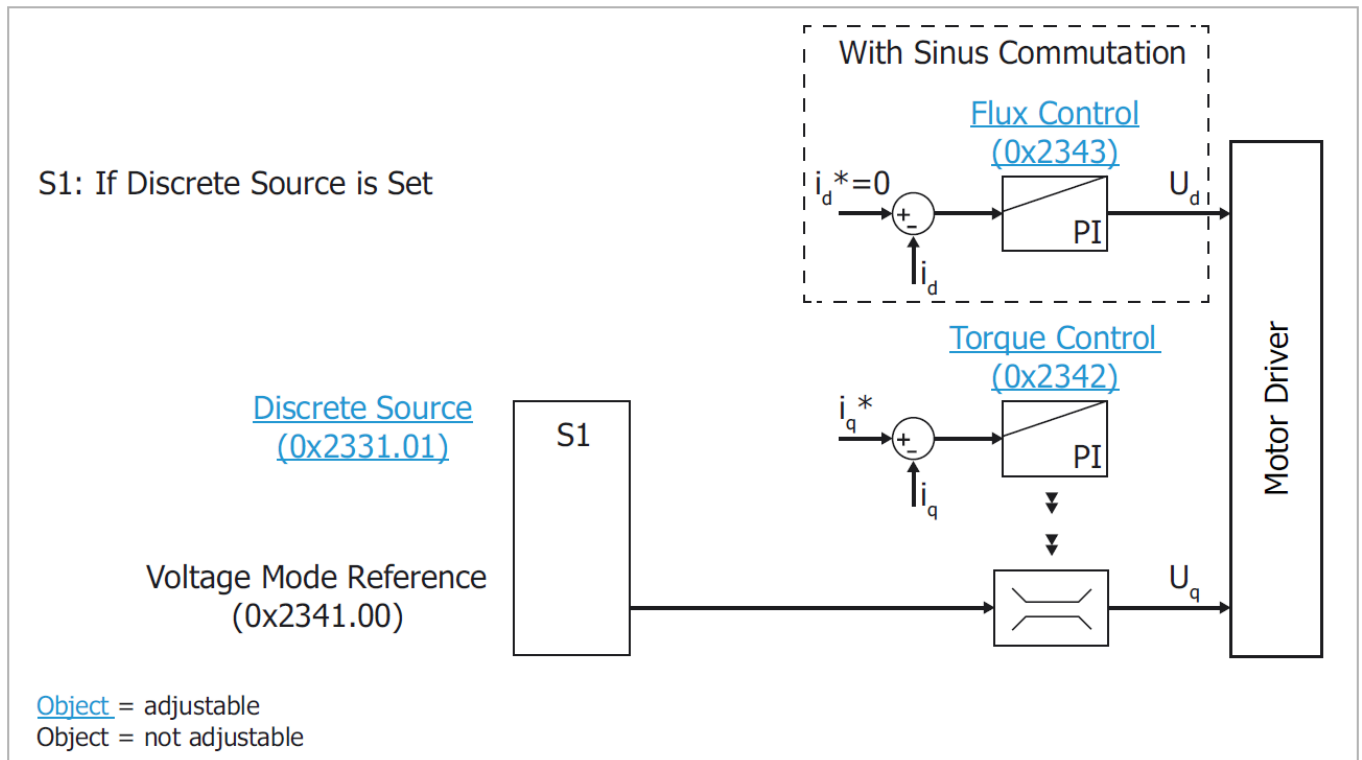 With Sinus Commutation
Flux Control
(0x2343)
S1: If Discrete Source is Set
i_d*=0
U_d
+
-
PI
i_d
Torque Control
(0x2342)
Discrete Source
(0x2331.01)
S1
i_q*
+
-
PI
i_q
Motor Driver
Voltage Mode Reference
(0x2341.00)
U_q
Object = adjustable
Object = not adjustable